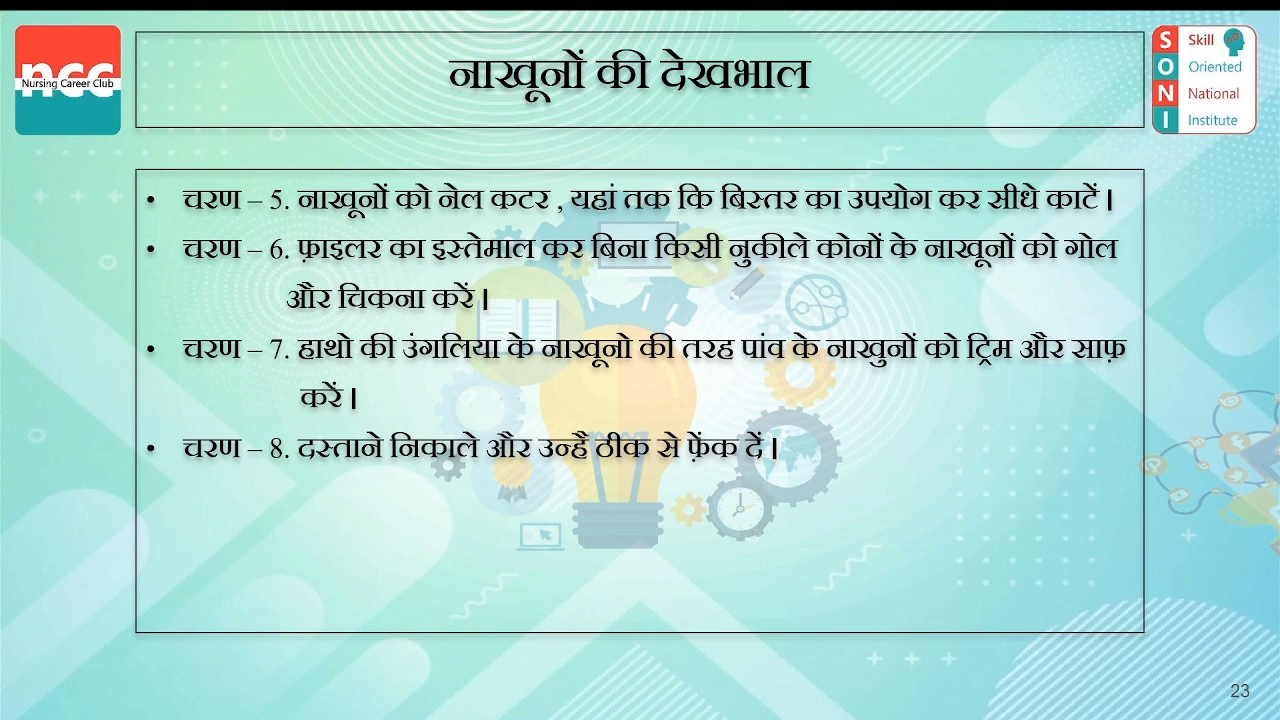 ncc
Nursing Career Club
नाखूनों की देखभाल
S Skill
O Oriented
N National
I Institute
• चरण – 5. नाखूनों को नेल कटर , यहां तक कि बिस्तर का उपयोग कर सीधे काटें।
• चरण – 6. फ़ाइलर का इस्तेमाल कर बिना किसी नुकीले कोनों के नाखूनों को गोल
और चिकना करें।
• चरण – 7. हाथो की उंगलिया के नाखूनो की तरह पांव के नाखुनों को ट्रिम और साफ़
करें।
• चरण – 8. दस्ताने निकाले और उन्है ठीक से फ़ेंक दें।
23